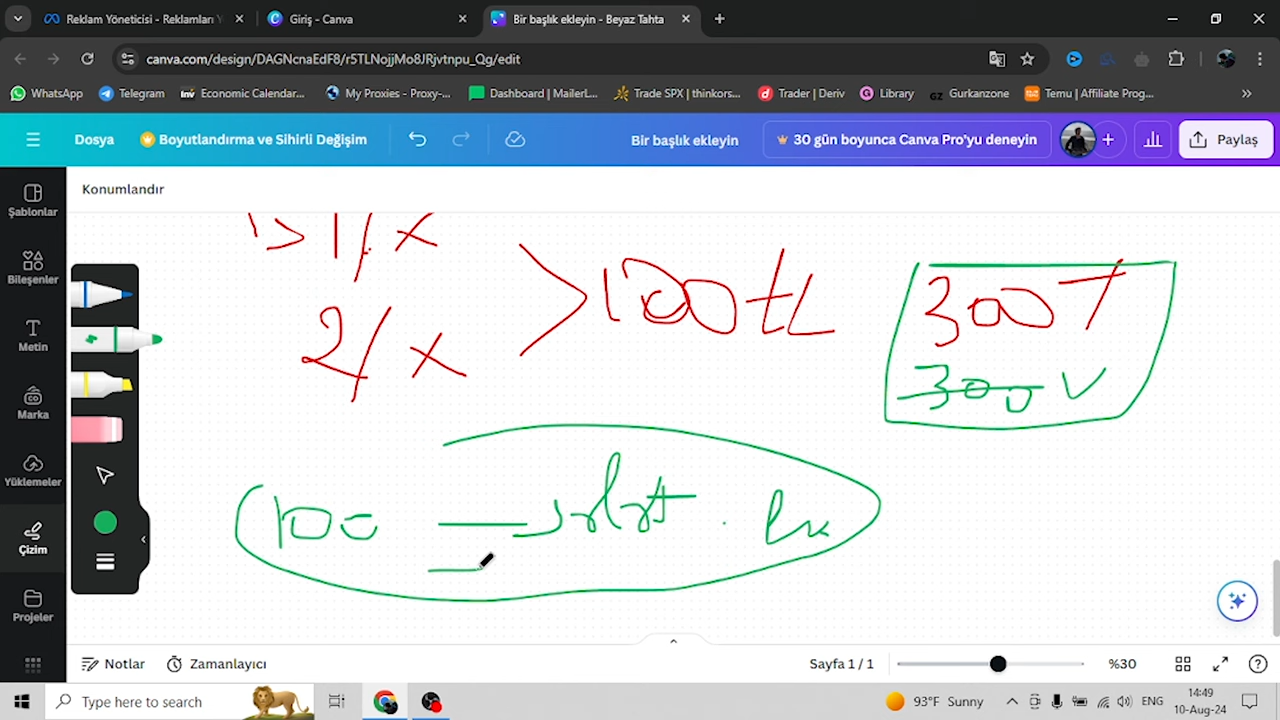 Reklam Yöneticisi - Reklamları Y
Giriş - Canva
Bir başlık ekleyin - Beyaz Tahta
canva.com/design/DAGNcnaEdF8/r5TLNojjMo8JRjvtnpu_Qg/edit
WhatsApp
Telegram
Economic Calendar...
My Proxies - Proxy-...
Dashboard | MailerL...
Trade SPX | thinkors...
Trader | Deriv
Library
Gurkanzone
Temu | Affiliate Prog...
Dosya
Boyutlandırma ve Sihirli Değişim
Bir başlık ekleyin
30 gün boyunca Canva Pro'yu deneyin
Paylaş
Konumlandır
Şablonlar
Bileşenler
Metin
Marka
Yüklemeler
Çizim
Projeler
2/ x
>100tL
300T
300 V
100
Notlar
Zamanlayıcı
Sayfa 1 / 1
%30
Type here to search
93°F Sunny
ENG
14:49
10-Aug-24